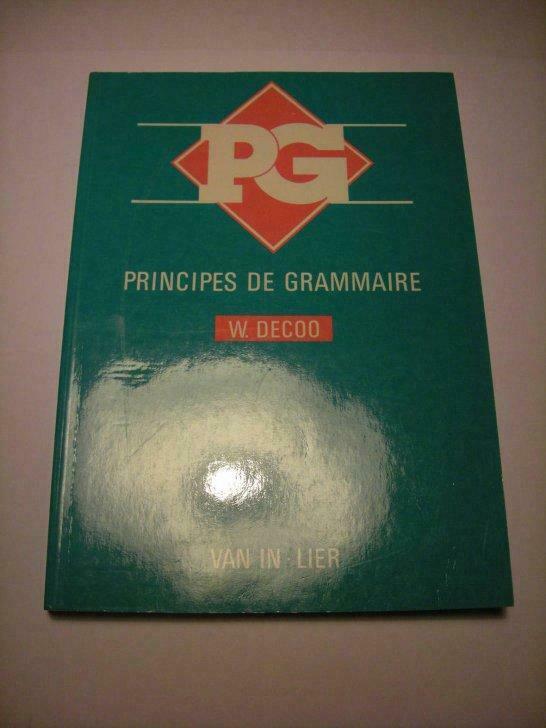 PG
PRINCIPES DE GRAMMAIRE
W. DECOO
VAN IN - LIER